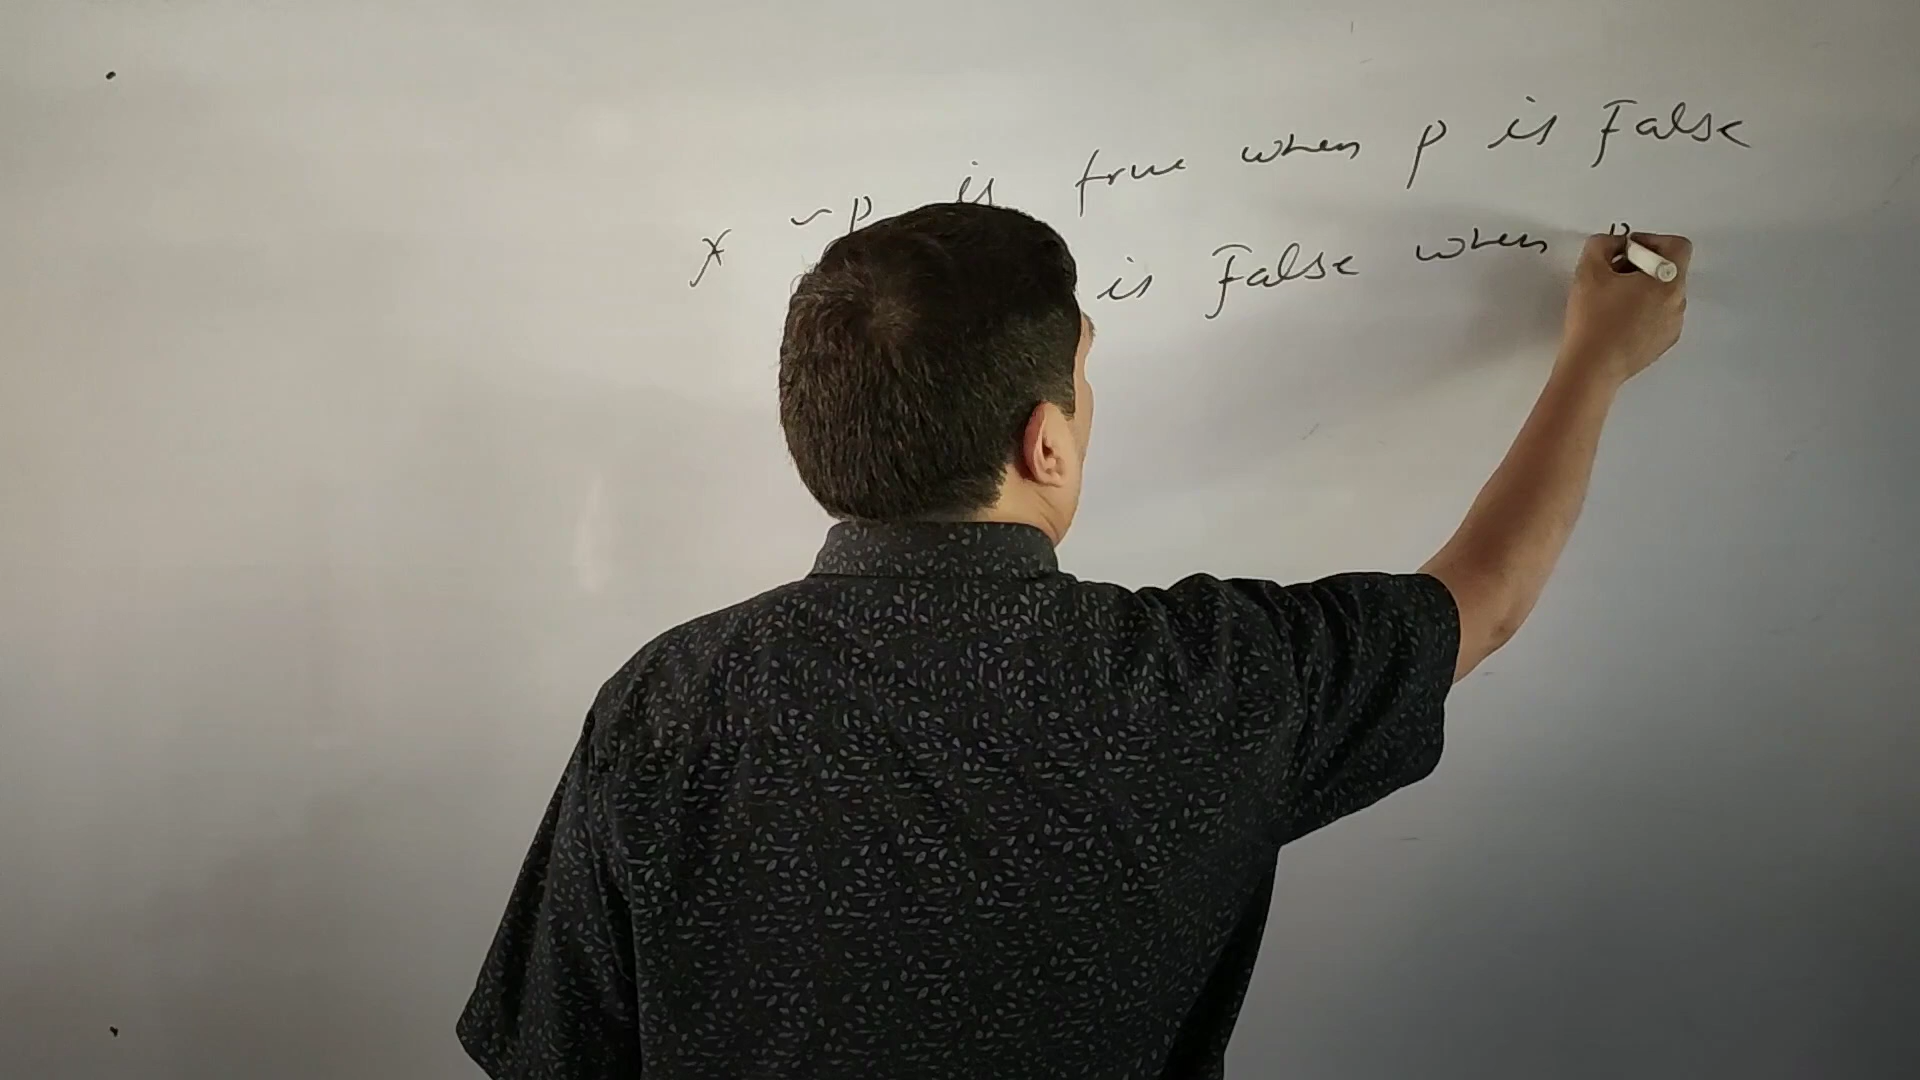 * ~p is true when p is False
is False when p